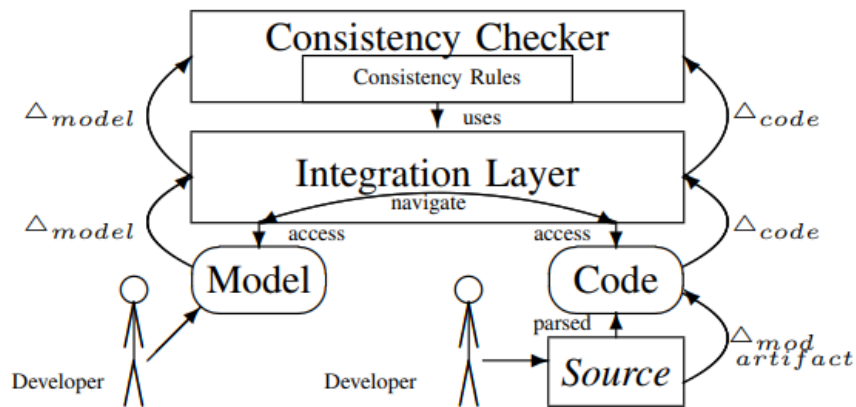 Consistency Checker
Consistency Rules
△model
uses
△code
Integration Layer
navigate
△model
access
access
△code
Model
Code
parsed
△mod
artifact
Developer
Developer
Source